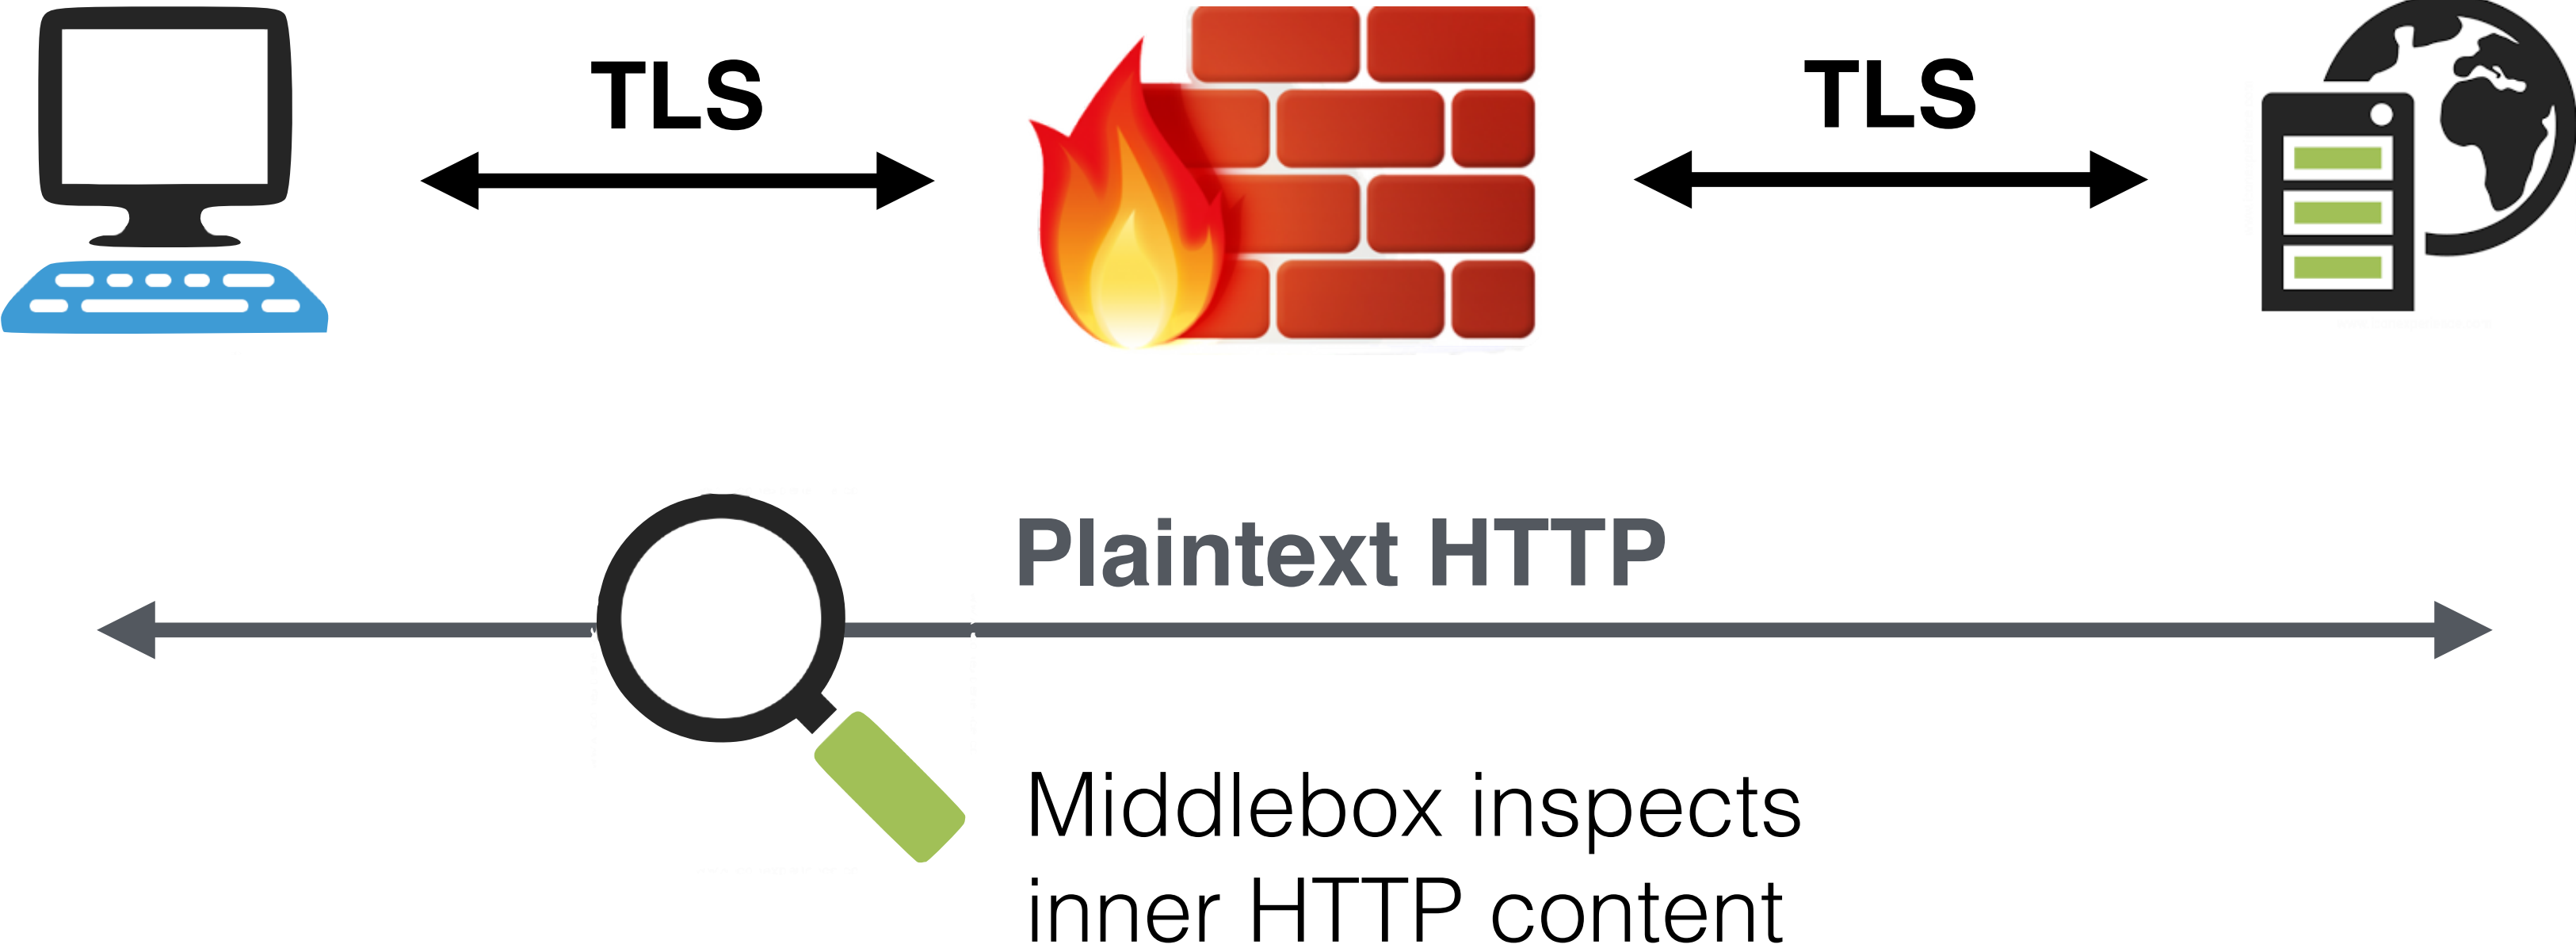 TLS
TLS
Plaintext HTTP
Middlebox inspects
inner HTTP content